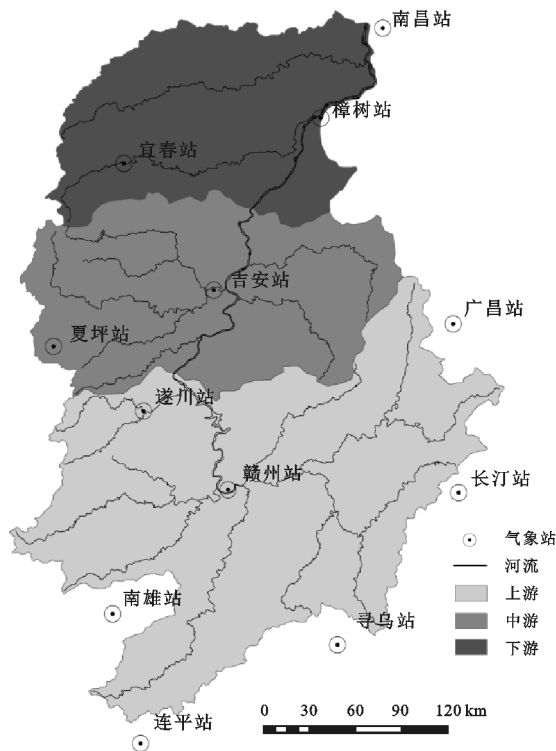 南昌站
樟树站
宜春站
吉安站
广昌站
夏坪站
遂川站
赣州站
长汀站
气象站
河流
上游
南雄站
中游
寻乌站
下游
连平站
0 30 60 90 120 km